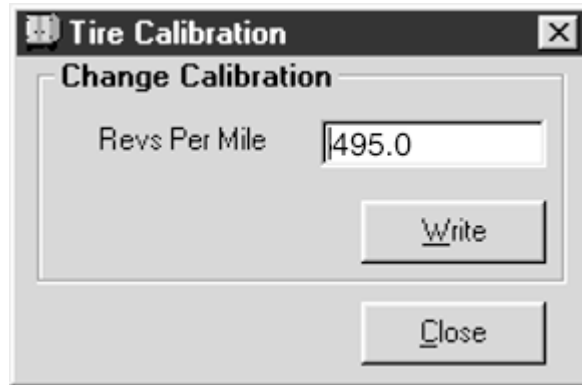 Tire Calibration
Change Calibration
Revs Per Mile 495.0
Write
Close